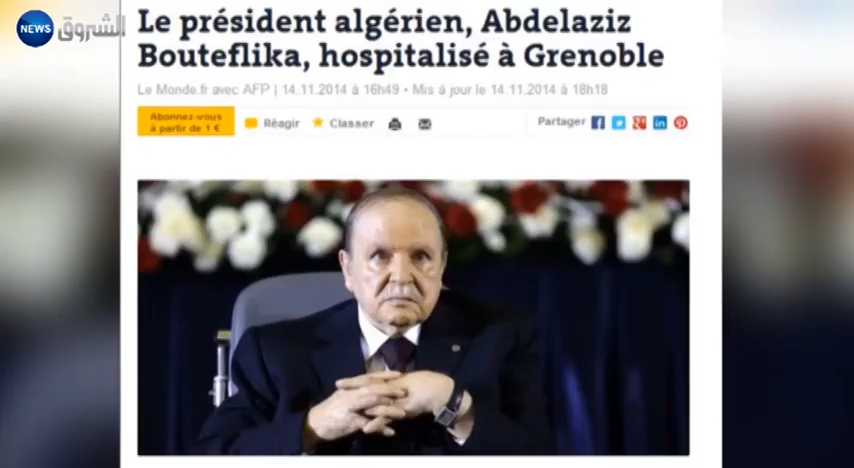 NEWS الشروق
Le président algérien, Abdelaziz
Bouteflika, hospitalisé à Grenoble
Le Monde.fr avec AFP | 14.11.2014 à 16h49 • Mis à jour le 14.11.2014 à 18h18
Abonnez-vous
à partir de 1 €
Réagir
Classer
Partager